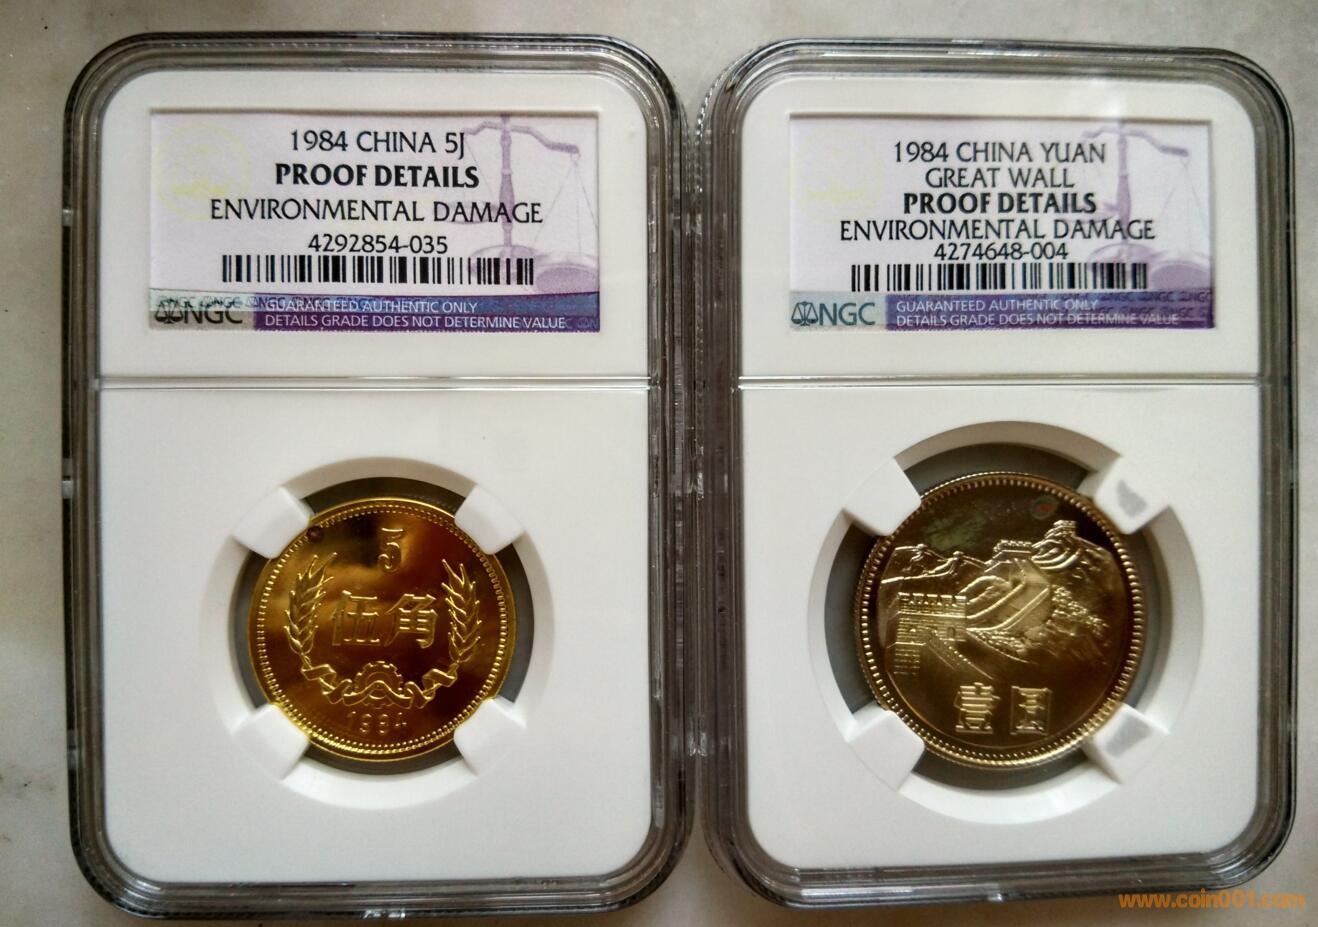 1984 CHINA 5J
PROOF DETAILS
ENVIRONMENTAL DAMAGE
4292854-035
NGC
GUARANTEED AUTHENTIC ONLY
DETAILS GRADE DOES NOT DETERMINE VALUE
5
伍角
1984
1984 CHINA YUAN
GREAT WALL
PROOF DETAILS
ENVIRONMENTAL DAMAGE
4274648-004
NGC
GUARANTEED AUTHENTIC ONLY
DETAILS GRADE DOES NOT DETERMINE VALUE
壹圆
www.coin001.com